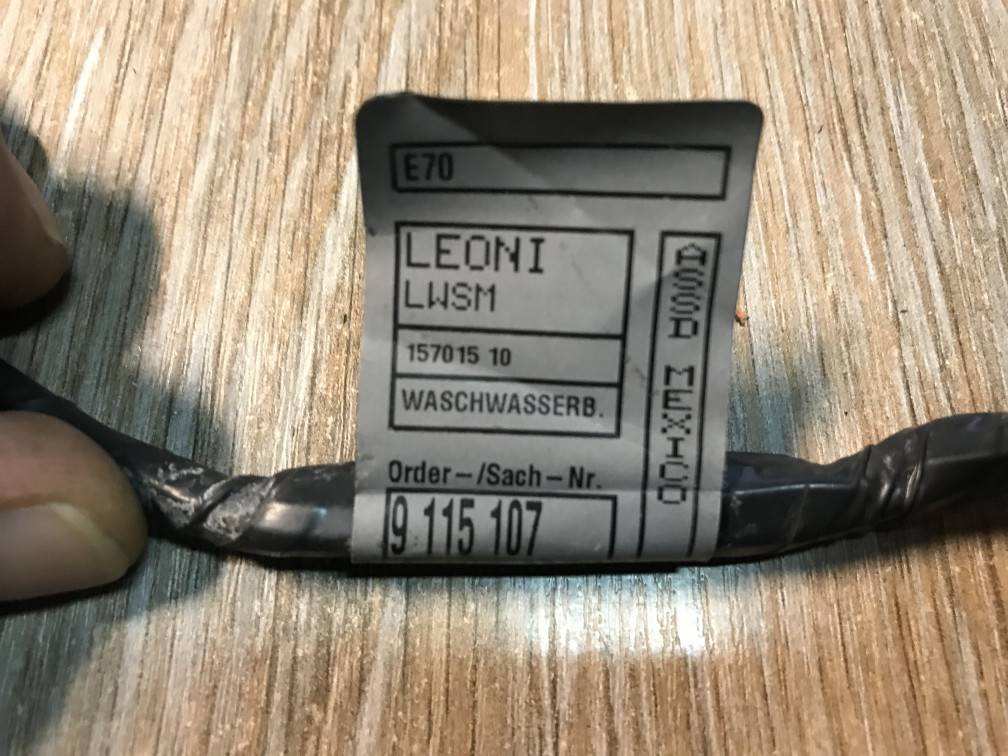 E70
LEONI
LWSM
157015 10
WASCHWASSERB.
ASSD MEXICO
Order-/Sach-Nr.
9 115 107